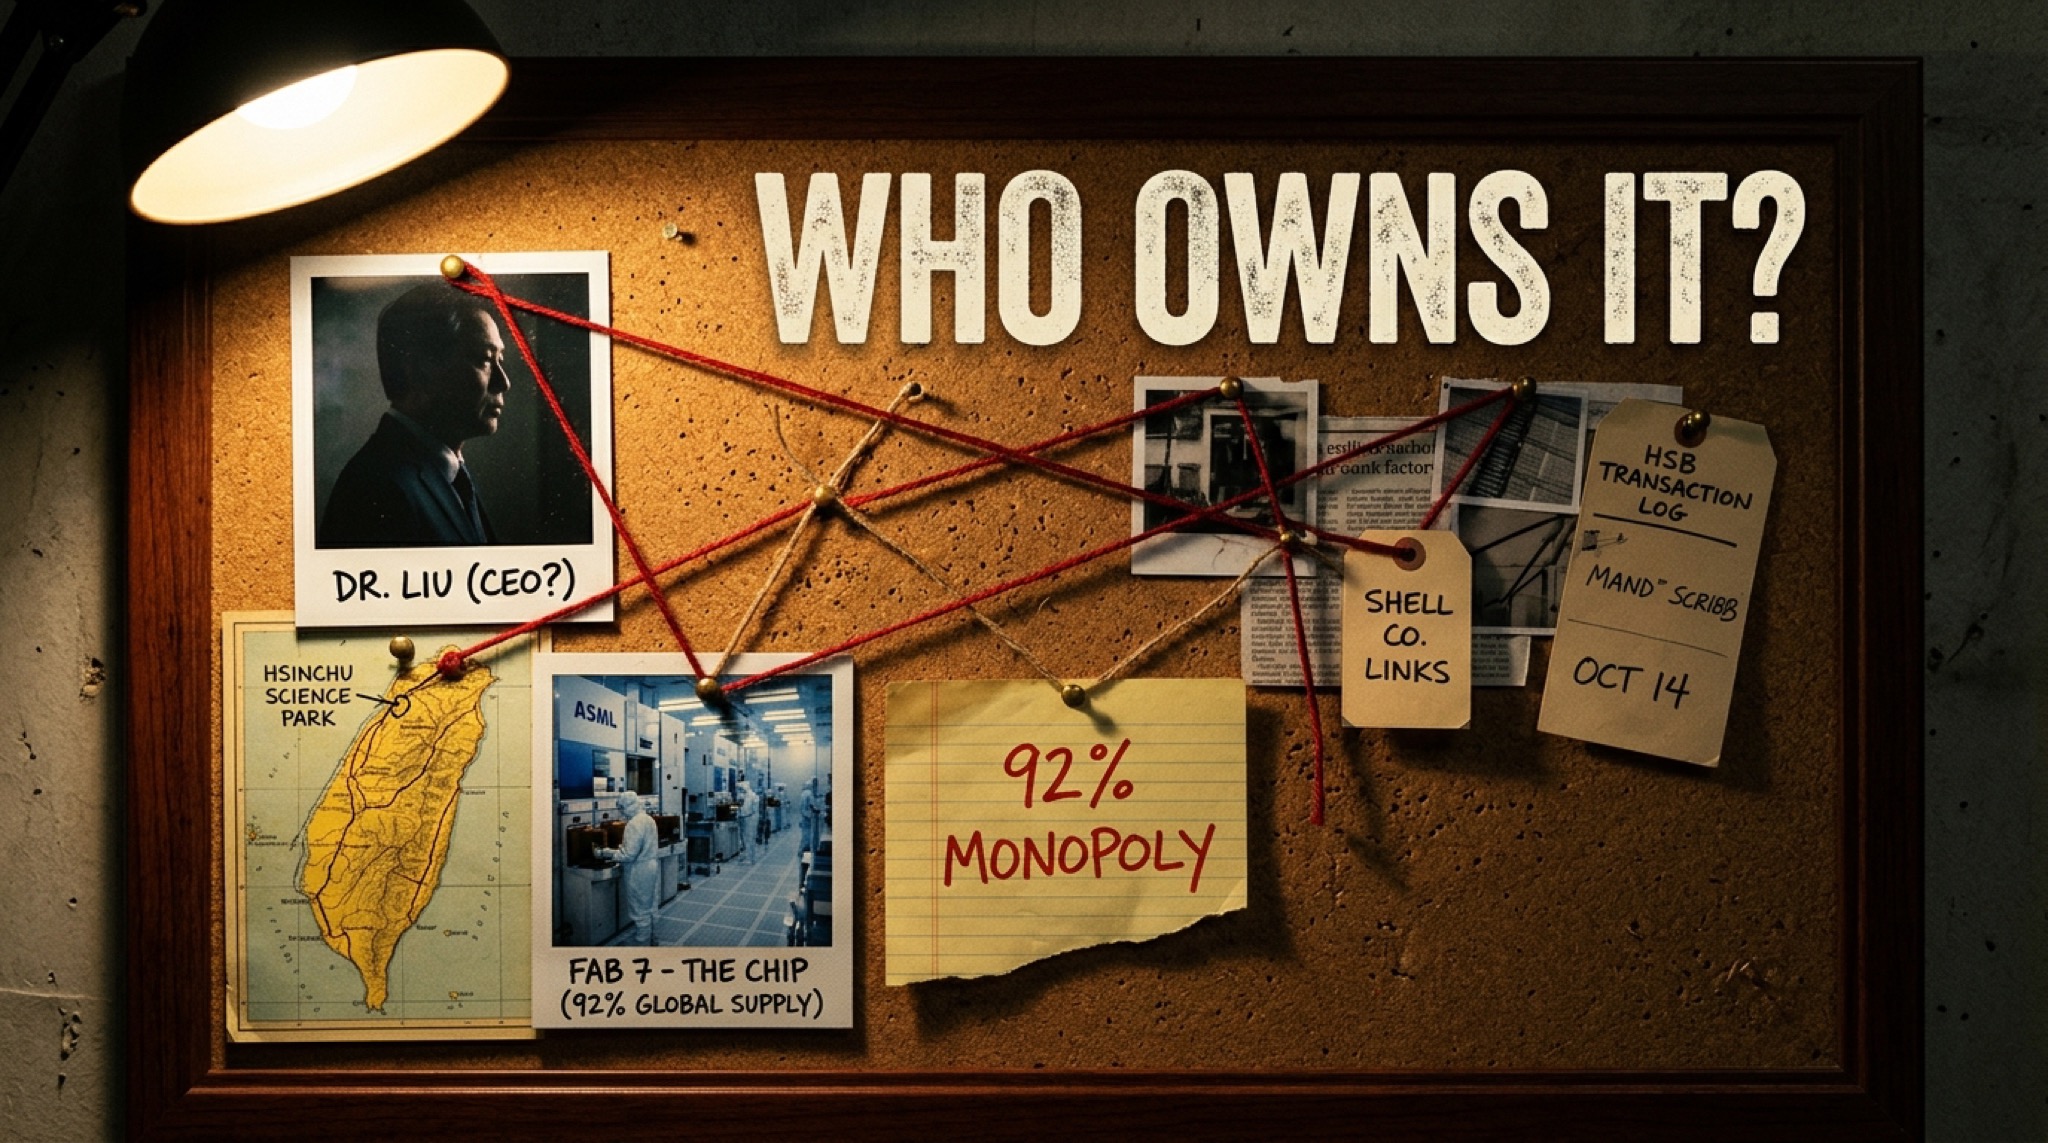 WHO OWNS IT?
DR. LIU (CEO?)
HSINCHU
SCIENCE
PARK
ASML
FAB 7 - THE CHIP
(92% GLOBAL SUPPLY)
92%
MONOPOLY
factor
SHELL
CO.
LINKS
HSB
TRANSACTION
LOG
OCT 14